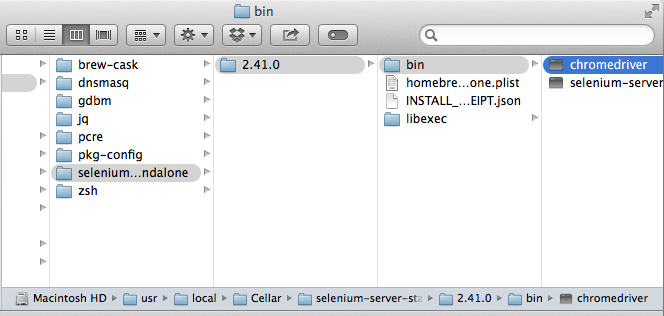 bin
brew-cask
dnsmasq
gdbm
jq
pcre
pkg-config
selenium...ndalone
zsh
2.41.0
bin
homebre...one.plist
INSTALL_...EIPT.json
libexec
chromedriver
selenium-server
Macintosh HD usr local Cellar selenium-server-sta 2.41.0 bin chromedriver